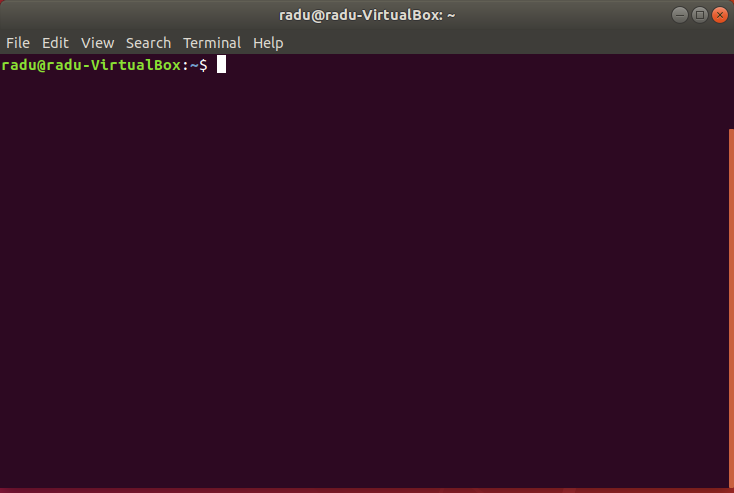 radu@radu-VirtualBox: ~
File Edit View Search Terminal Help
radu@radu-VirtualBox:~$